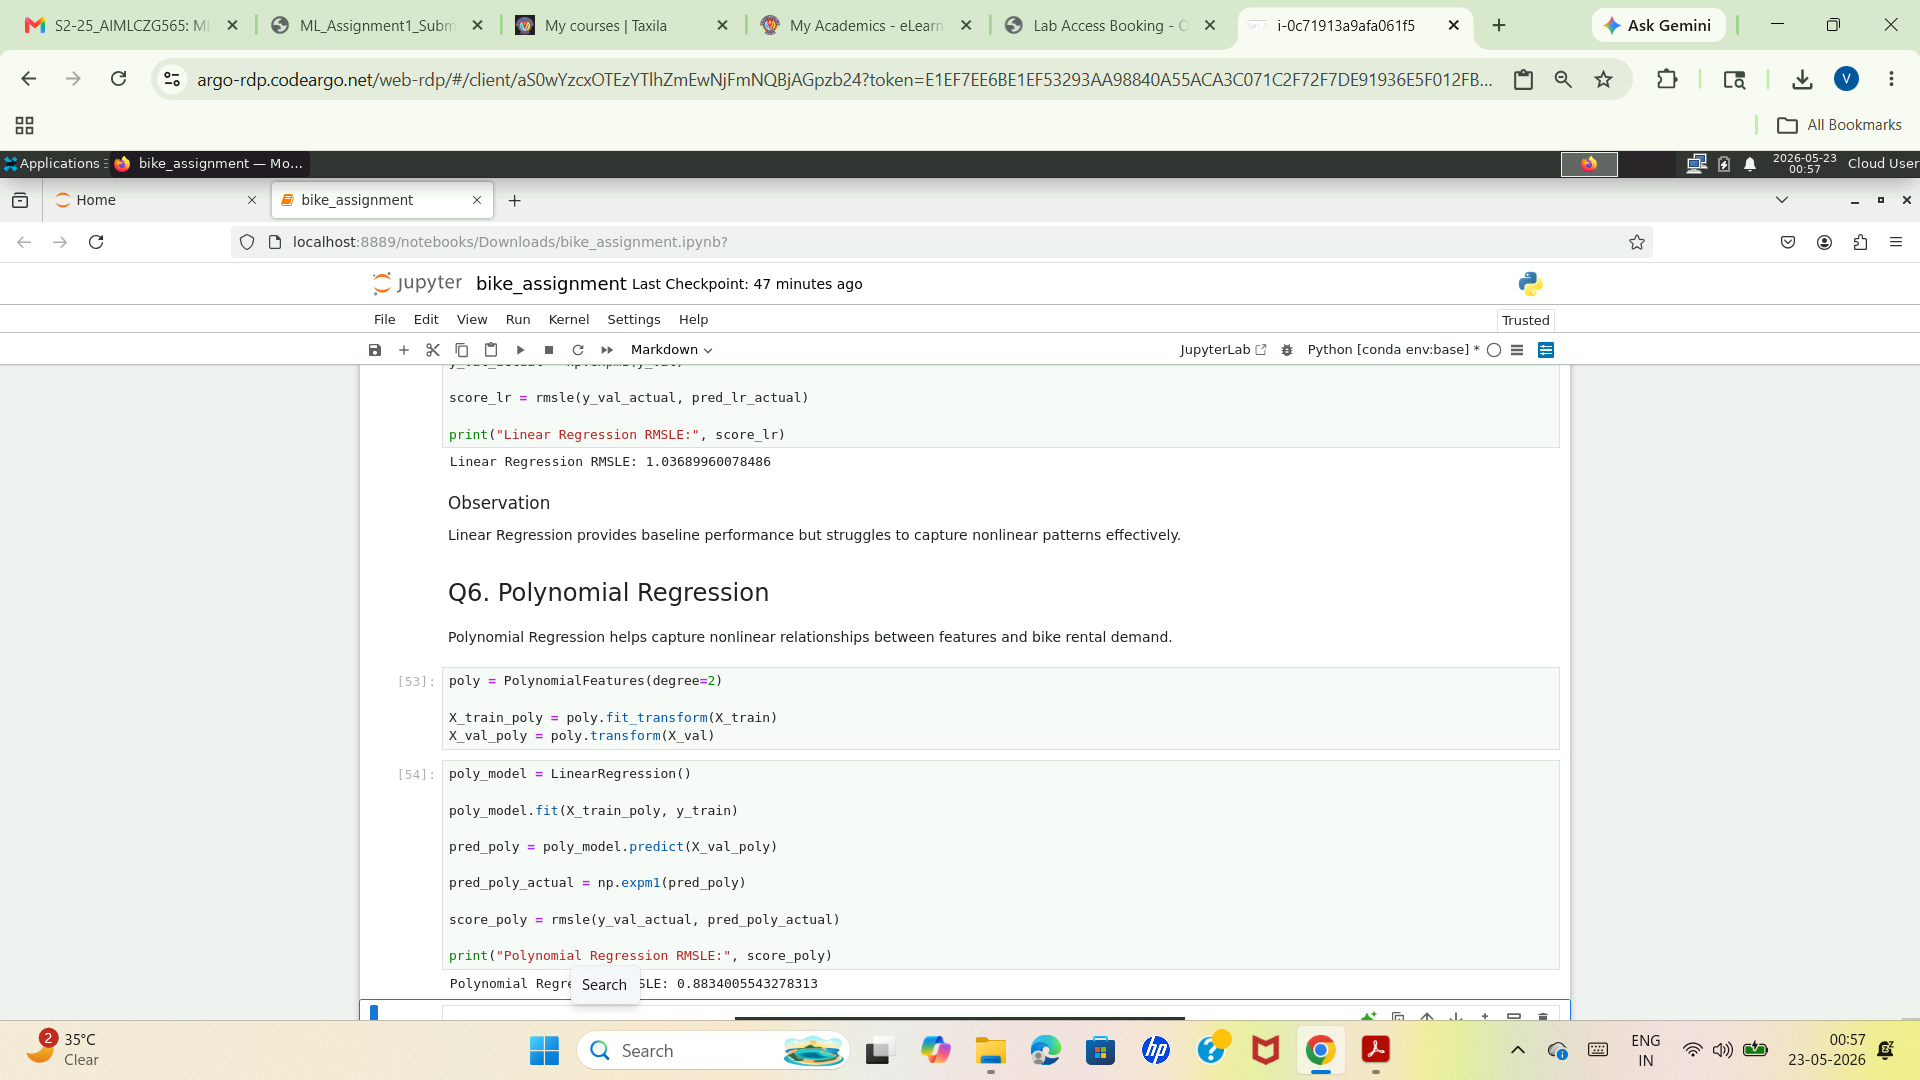 S2-25_AIMLCZG565: ML
ML_Assignment1_Subm
My courses | Taxila
My Academics - eLearn
Lab Access Booking - O
i-0c71913a9afa061f5
Ask Gemini
argo-rdp.codeargo.net/web-rdp/#/client/aS0wYzcxOTEzYTlhZmEwNjFmNQBjAGpzb24?token=E1EF7EE6BE1EF53293AA98840A55ACA3C071C2F72F7DE91936E5F012FB...
V
All Bookmarks
Applications
bike_assignment — Mo...
2026-05-23
00:57
Cloud User
Home
bike_assignment
localhost:8889/notebooks/Downloads/bike_assignment.ipynb?
jupyter
bike_assignment Last Checkpoint: 47 minutes ago
File Edit View Run Kernel Settings Help
Trusted
Markdown
JupyterLab
Python [conda env:base] *
score_lr = rmsle(y_val_actual, pred_lr_actual)
print("Linear Regression RMSLE:", score_lr)
Linear Regression RMSLE: 1.03689960078486
Observation
Linear Regression provides baseline performance but struggles to capture nonlinear patterns effectively.
Q6. Polynomial Regression
Polynomial Regression helps capture nonlinear relationships between features and bike rental demand.
[53]:
poly = PolynomialFeatures(degree=2)
X_train_poly = poly.fit_transform(X_train)
X_val_poly = poly.transform(X_val)
[54]:
poly_model = LinearRegression()
poly_model.fit(X_train_poly, y_train)
pred_poly = poly_model.predict(X_val_poly)
pred_poly_actual = np.expm1(pred_poly)
score_poly = rmsle(y_val_actual, pred_poly_actual)
print("Polynomial Regression RMSLE:", score_poly)
Polynomial Regre
Search
SLE: 0.8834005543278313
2
35°C
Clear
Search
hp
ENG
IN
00:57
23-05-2026